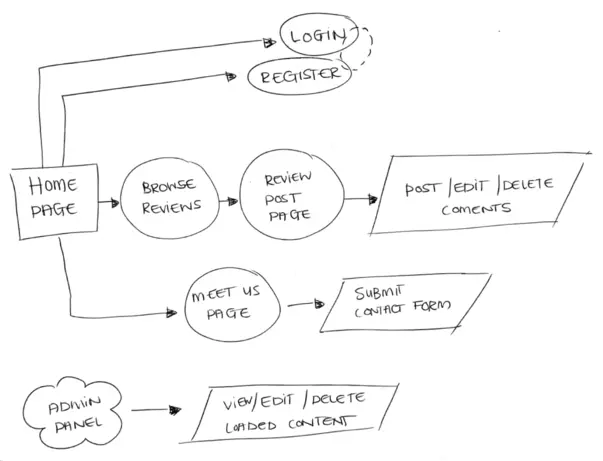 LOGIN
REGISTER
HOME
PAGE
BROWSE
REVIEWS
REVIEW
POST
PAGE
POST/EDIT/DELETE
COMENTS
MEET US
PAGE
SUBMIT
CONTACT FORM
ADMIN
PANEL
VIEW/EDIT/DELETE
LOADED CONTENT